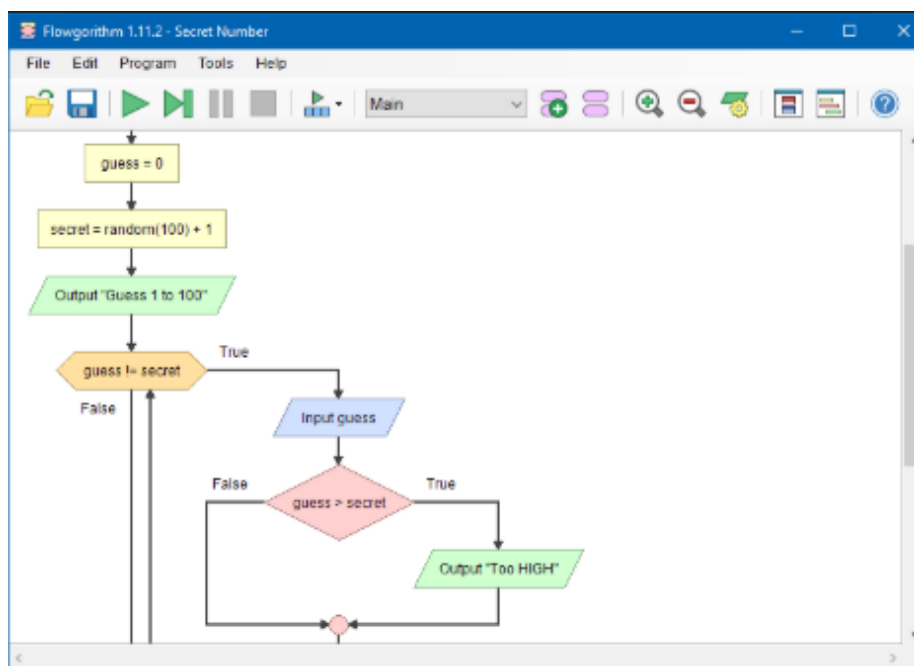 Flowgorithm 1.11.2 - Secret Number
File Edit Program Tools Help
Main
guess = 0
secret = random(100) + 1
Output "Guess 1 to 100"
True
guess != secret
False
Input guess
False
True
guess > secret
Output "Too HIGH"